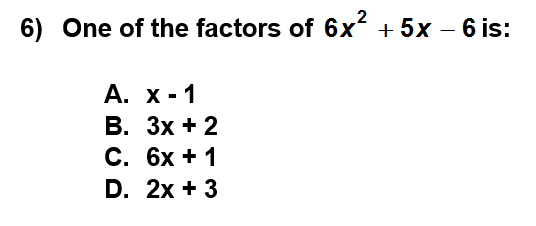 6) One of the factors of 6x² + 5x – 6 is:
A. x - 1
B. 3x + 2
C. 6x + 1
D. 2x + 3